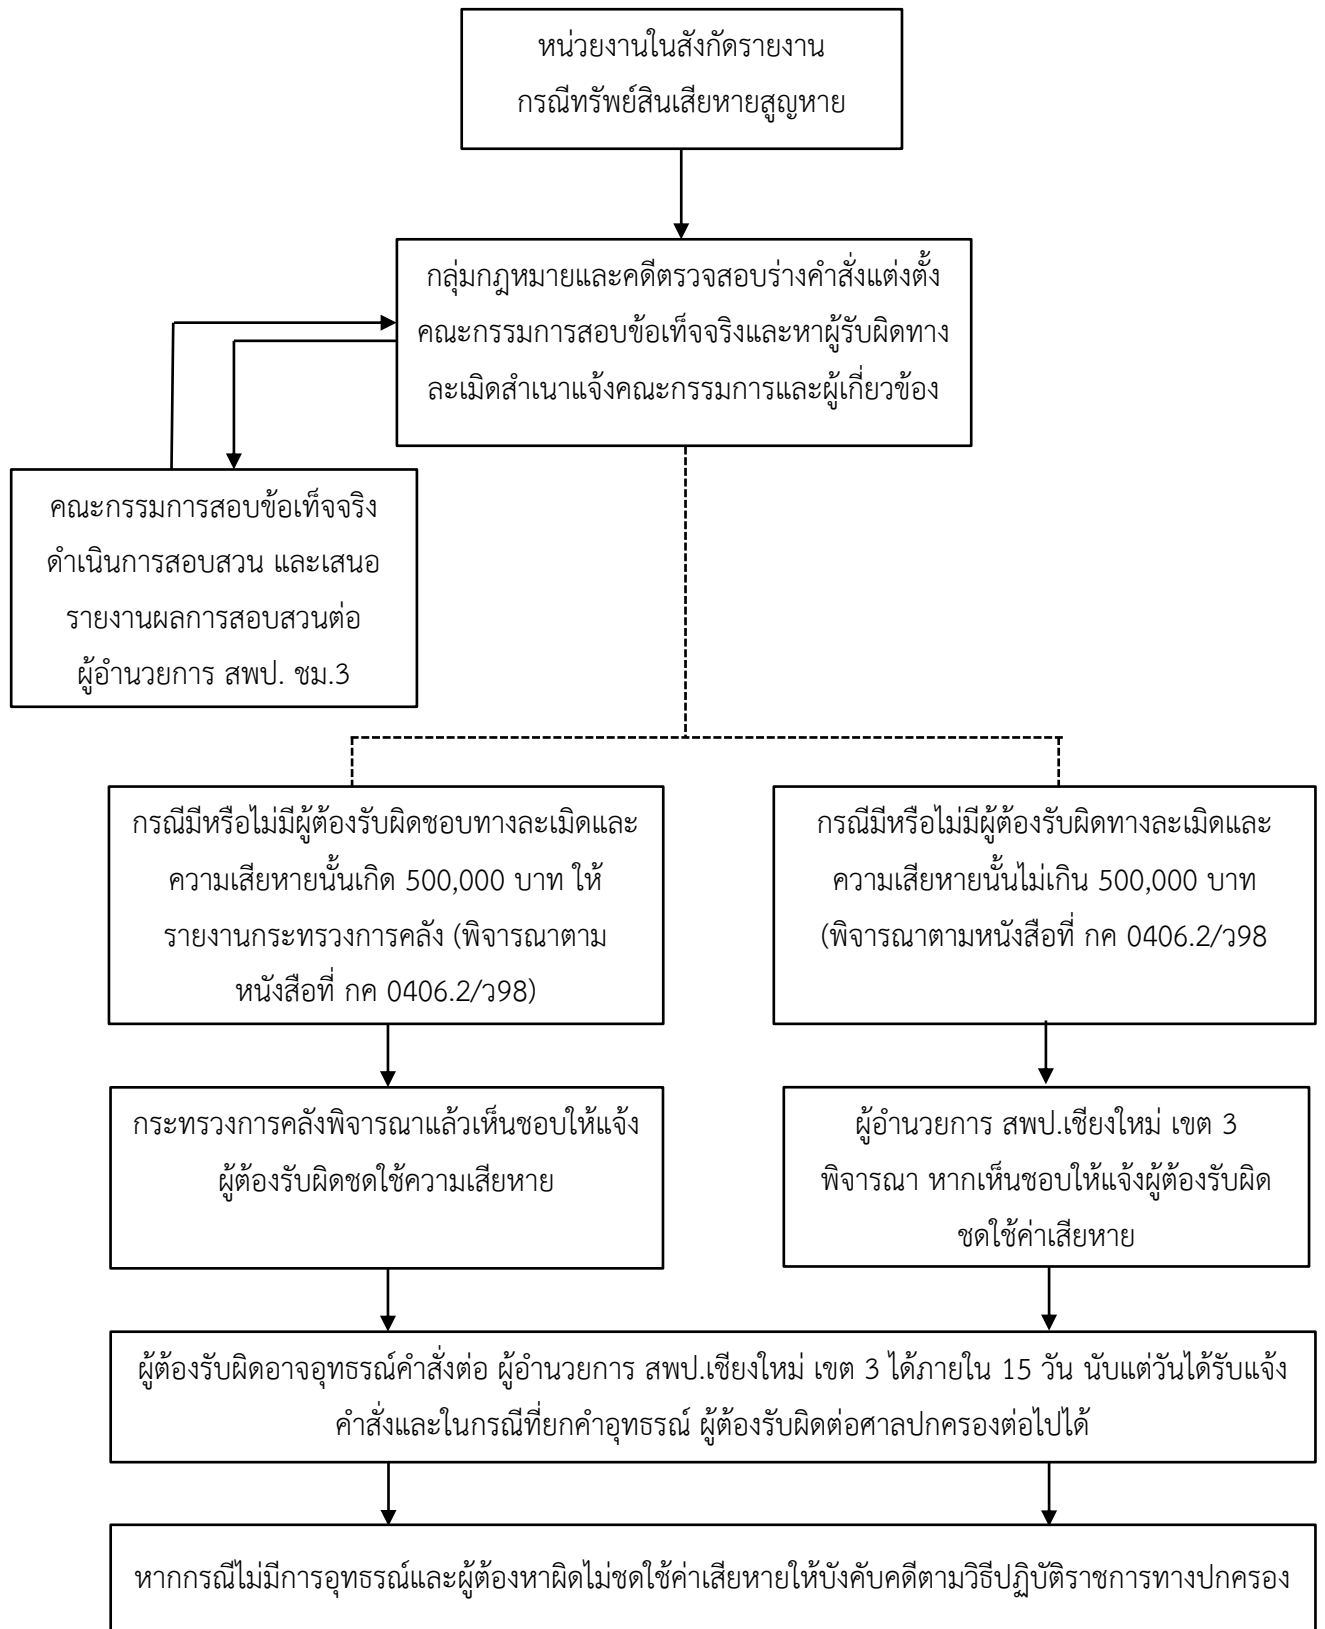 หน่วยงานในสังกัดรายงาน
กรณีทรัพย์สินเสียหายสูญหาย
กลุ่มกฎหมายและคดีตรวจสอบร่างคำสั่งแต่งตั้ง
คณะกรรมการสอบข้อเท็จจริงและหาผู้รับผิดทาง
ละเมิดสำเนาแจ้งคณะกรรมการและผู้เกี่ยวข้อง
คณะกรรมการสอบข้อเท็จจริง
ดำเนินการสอบสวน และเสนอ
รายงานผลการสอบสวนต่อ
ผู้อำนวยการ สพป. ชม.3
กรณีมีหรือไม่มีผู้ต้องรับผิดชอบทางละเมิดและ
ความเสียหายนั้นเกิด 500,000 บาท ให้
รายงานกระทรวงการคลัง (พิจารณาตาม
หนังสือที่ กค 0406.2/ว98)
กรณีมีหรือไม่มีผู้ต้องรับผิดทางละเมิดและ
ความเสียหายนั้นไม่เกิน 500,000 บาท
(พิจารณาตามหนังสือที่ กค 0406.2/ว98
กระทรวงการคลังพิจารณาแล้วเห็นชอบให้แจ้ง
ผู้ต้องรับผิดชดใช้ความเสียหาย
ผู้อำนวยการ สพป.เชียงใหม่ เขต 3
พิจารณา หากเห็นชอบให้แจ้งผู้ต้องรับผิด
ชดใช้ค่าเสียหาย
ผู้ต้องรับผิดอาจอุทธรณ์คำสั่งต่อ ผู้อำนวยการ สพป.เชียงใหม่ เขต 3 ได้ภายใน 15 วัน นับแต่วันได้รับแจ้ง
คำสั่งและในกรณีที่ยกคำอุทธรณ์ ผู้ต้องรับผิดต่อศาลปกครองต่อไปได้
หากกรณีไม่มีการอุทธรณ์และผู้ต้องหาผิดไม่ชดใช้ค่าเสียหายให้บังคับคดีตามวิธีปฏิบัติราชการทางปกครอง